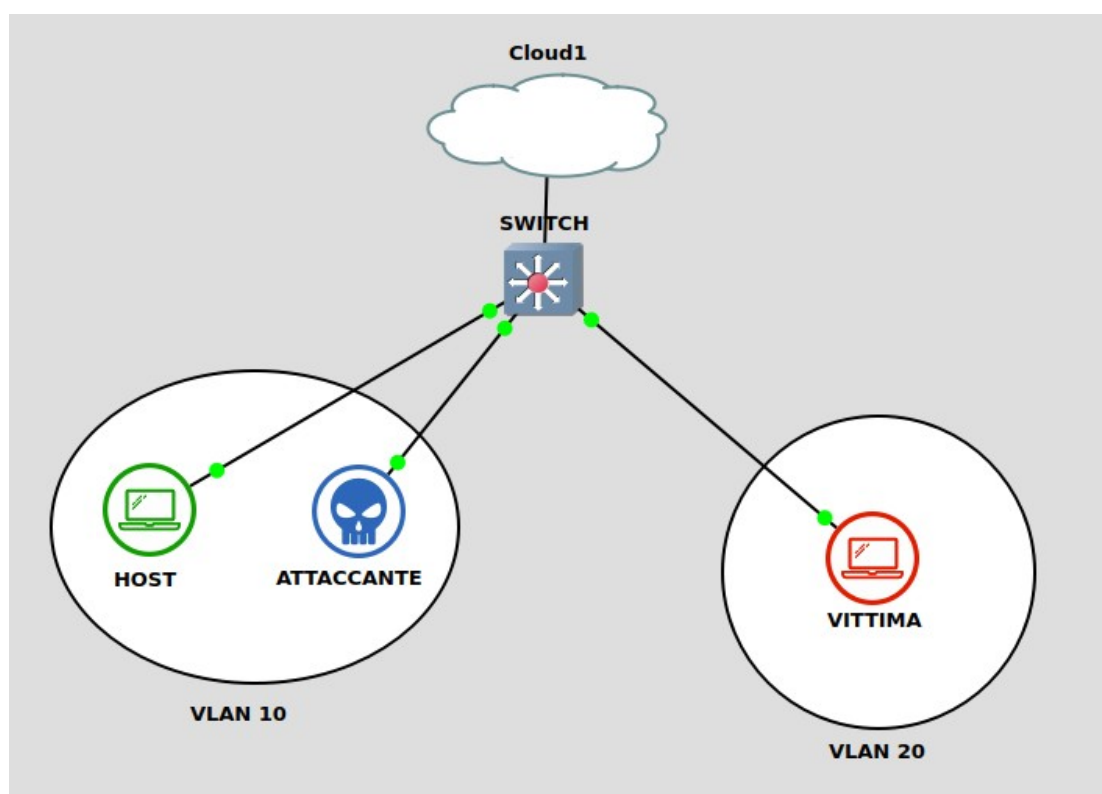 Cloud1
SWITCH
HOST
ATTACCANTE
VITTIMA
VLAN 10
VLAN 20